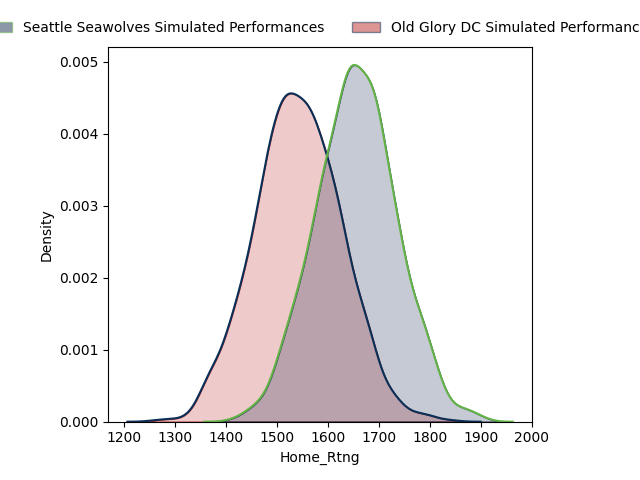 Seattle Seawolves Simulated Performances
Old Glory DC Simulated Performanc
0.005
0.004
0.003
0.002
0.001
0.000
Density
1200 1300 1400 1500 1600 1700 1800 1900 2000
Home_Rtng